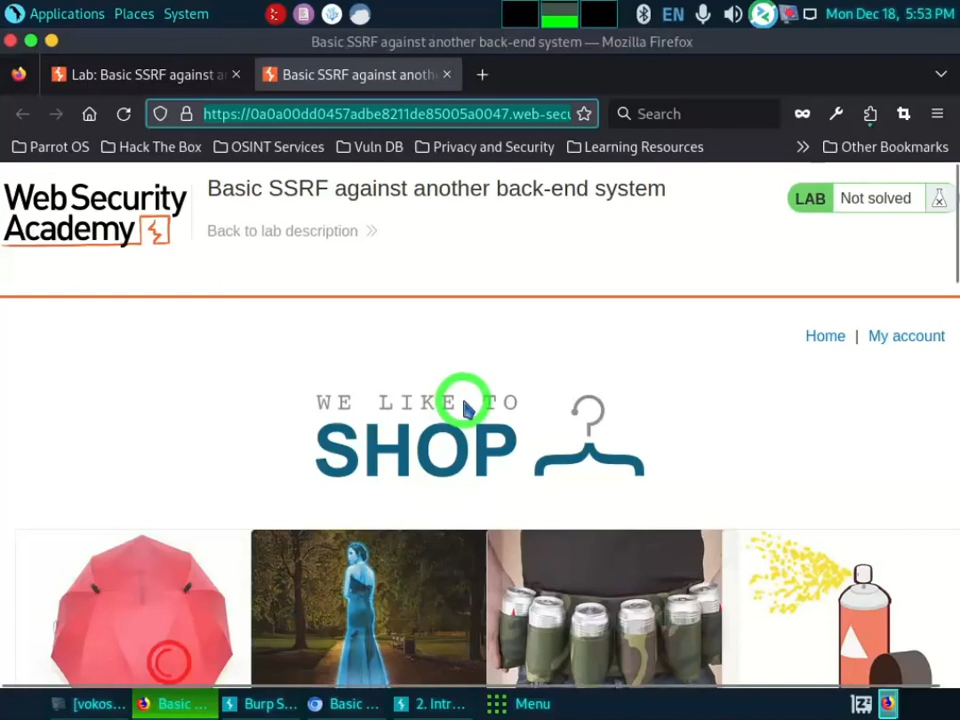 Applications Places System EN Mon Dec 18, 5:53 PM
Basic SSRF against another back-end system — Mozilla Firefox
Lab: Basic SSRF against a Basic SSRF against anoth
https://0a0a00dd0457adbe8211de85005a0047.web-secu Search
Parrot OS Hack The Box OSINT Services Vuln DB Privacy and Security Learning Resources Other Bookmarks
Web Security
Academy
Basic SSRF against another back-end system
Back to lab description
LAB Not solved
Home | My account
WE LIKE TO
SHOP
[vokos... Basic ... Burp S... Basic ... 2. Intr... Menu